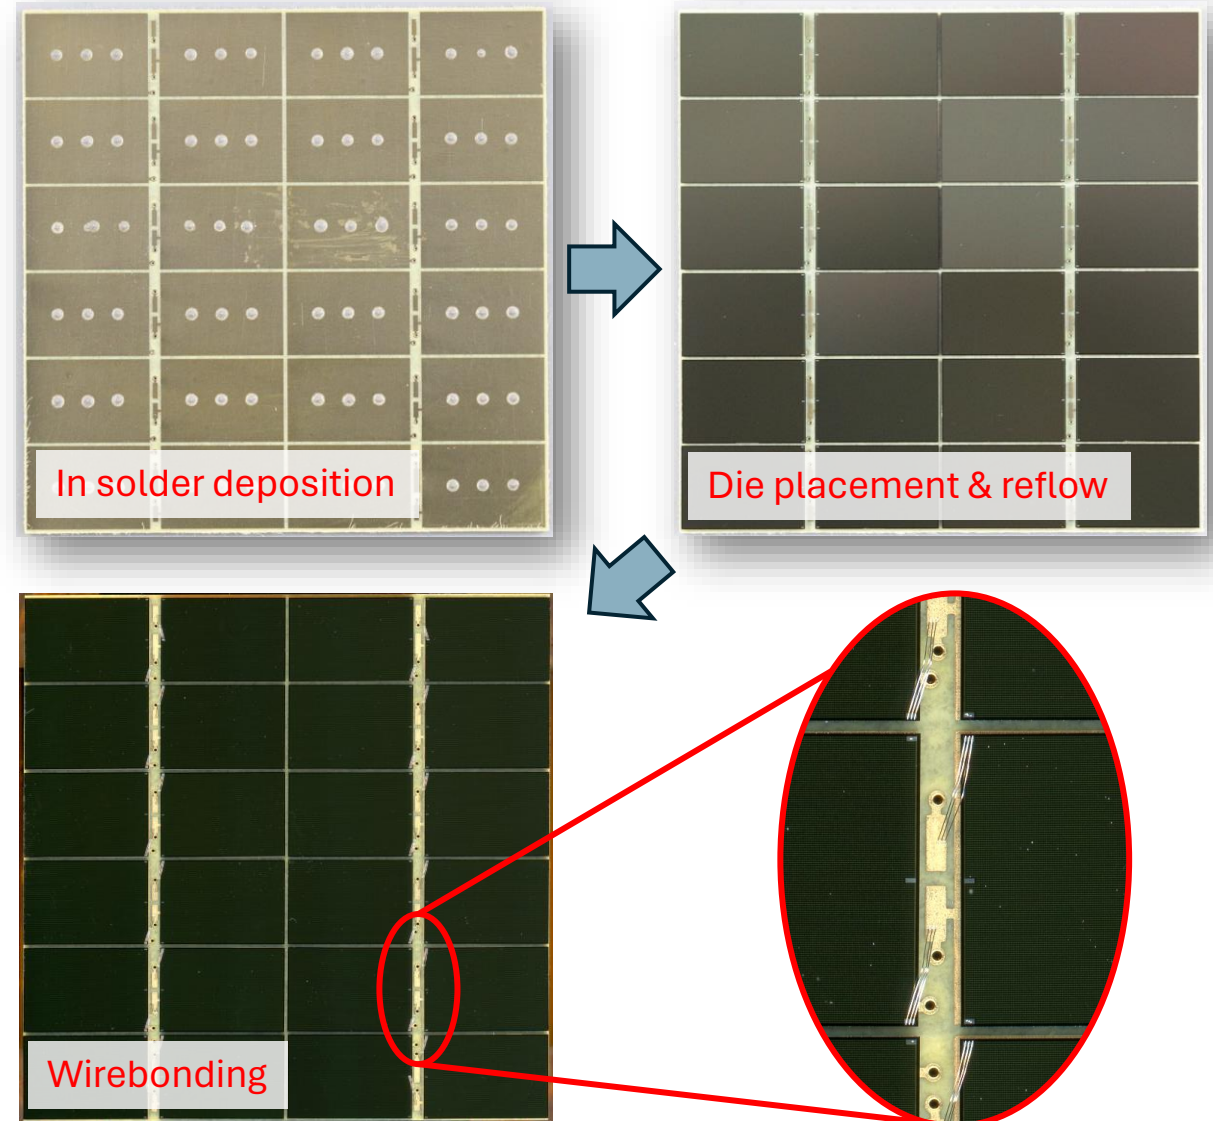 In solder deposition
Die placement & reflow
Wirebonding